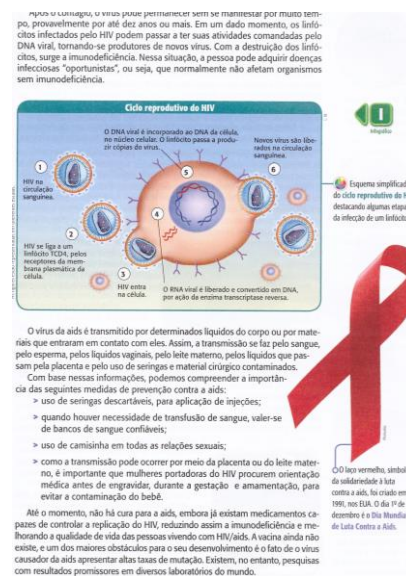 Após o contágio, o vírus pode permanecer sem se manifestar por muito tem-
po, provavelmente por até dez anos ou mais. Em um dado momento, os linfó-
citos infectados pelo HIV podem passar a ter suas atividades comandadas pelo
DNA viral, tornando-se produtores de novos vírus. Com a destruição dos linfó-
citos, surge a imunodeficiência. Nessa situação, a pessoa pode adquirir doenças
infecciosas "oportunistas", ou seja, que normalmente não afetam organismos
sem imunodeficiência.
Ciclo reprodutivo do HIV
1
HIV na
circulação
sanguínea.
2
HIV se liga a um
linfócito TCD4, pelos
receptores da mem-
brana plasmática da
célula.
3
HIV entra
na célula.
4
O RNA viral é liberado e convertido em DNA,
por ação da enzima transcriptase reversa.
5
O DNA viral é incorporado ao DNA da célula,
no núcleo celular. O linfócito passa a produ-
zir cópias do vírus.
6
Novos vírus são libe-
rados na circulação
sanguínea.
I
Infográfico
Esquema simplificad
do ciclo reprodutivo do H
destacando algumas etapa
da infecção de um linfócito
O vírus da aids é transmitido por determinados líquidos do corpo ou por mate-
riais que entraram em contato com eles. Assim, a transmissão se faz pelo sangue,
pelo esperma, pelos líquidos vaginais, pelo leite materno, pelos líquidos que pas-
sam pela placenta e pelo uso de seringas e material cirúrgico contaminados.
Com base nessas informações, podemos compreender a importân-
cia das seguintes medidas de prevenção contra a aids:
> uso de seringas descartáveis, para aplicação de injeções;
> quando houver necessidade de transfusão de sangue, valer-se
de bancos de sangue confiáveis;
> uso de camisinha em todas as relações sexuais;
> como a transmissão pode ocorrer por meio da placenta ou do leite mater-
no, é importante que mulheres portadoras do HIV procurem orientação
médica antes de engravidar, durante a gestação e amamentação, para
evitar a contaminação do bebê.
O laço vermelho, símbol
da solidariedade à luta
contra a aids, foi criado em
1991, nos EUA. O dia 1º de
dezembro é o Dia Mundia
de Luta Contra a Aids.
Até o momento, não há cura para a aids, embora já existam medicamentos ca-
pazes de controlar a replicação do HIV, reduzindo assim a imunodeficiência e me-
lhorando a qualidade de vida das pessoas vivendo com HIV/aids. A vacina ainda não
existe, e um dos maiores obstáculos para o seu desenvolvimento é o fato de o vírus
causador da aids apresentar altas taxas de mutação. Existem, no entanto, pesquisas
com resultados promissores em diversos laboratórios do mundo.